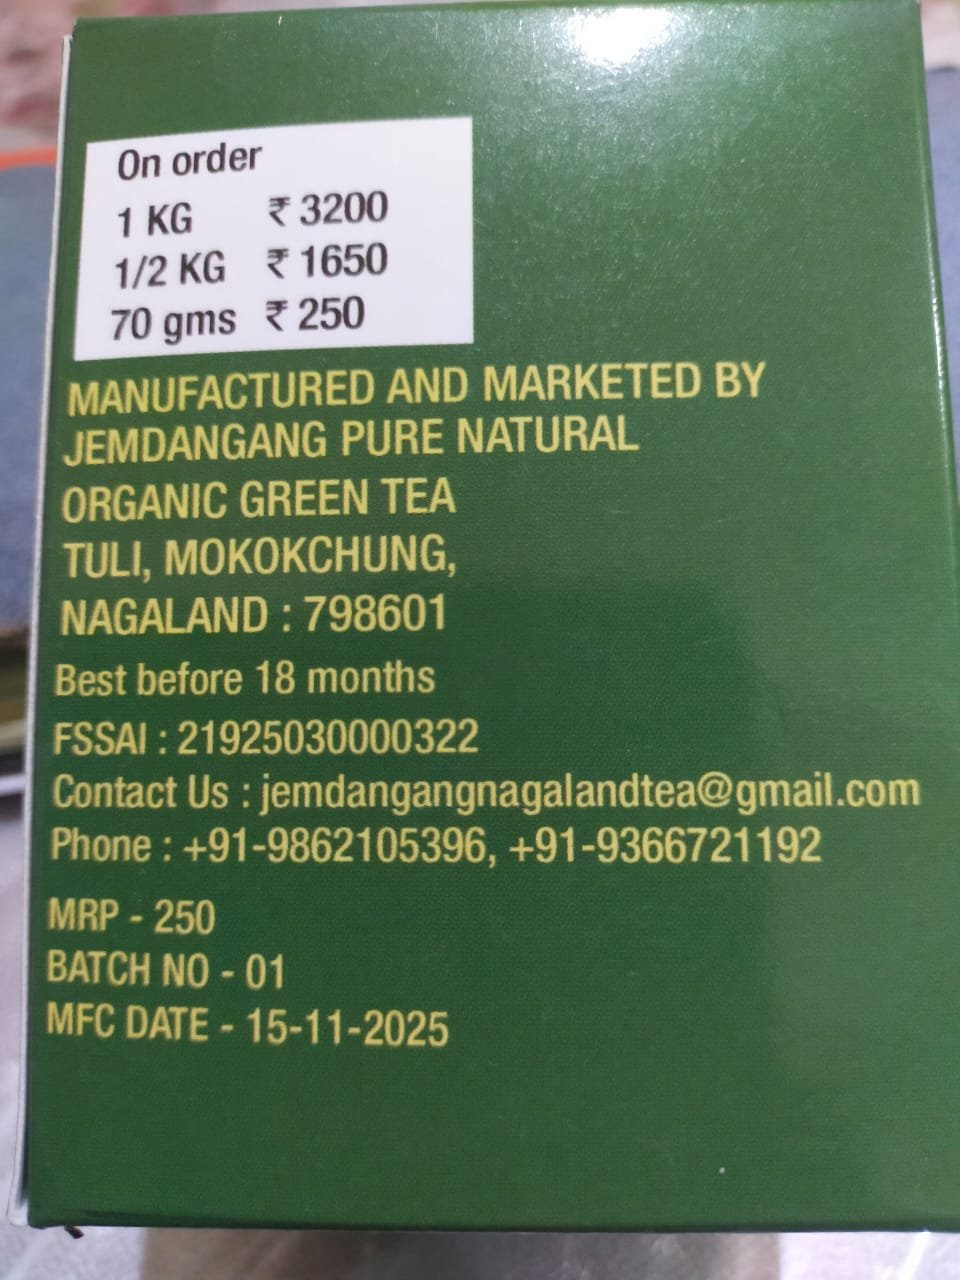 On order
1 KG ₹ 3200
1/2 KG ₹ 1650
70 gms ₹ 250
MANUFACTURED AND MARKETED BY
JEMDANGANG PURE NATURAL
ORGANIC GREEN TEA
TULI, MOKOKCHUNG,
NAGALAND : 798601
Best before 18 months
FSSAI : 21925030000322
Contact Us : jemdangangnagalandtea@gmail.com
Phone : +91-9862105396, +91-9366721192
MRP - 250
BATCH NO - 01
MFC DATE - 15-11-2025